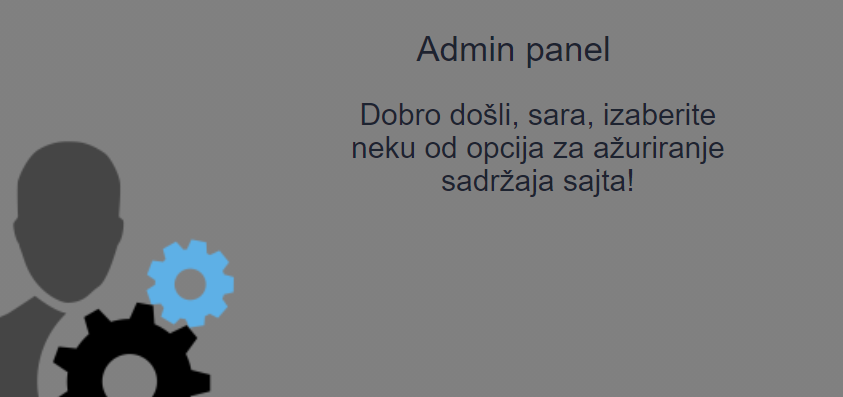 Admin panel
Dobro došli, sara, izaberite
neku od opcija za ažuriranje
sadržaja sajta!